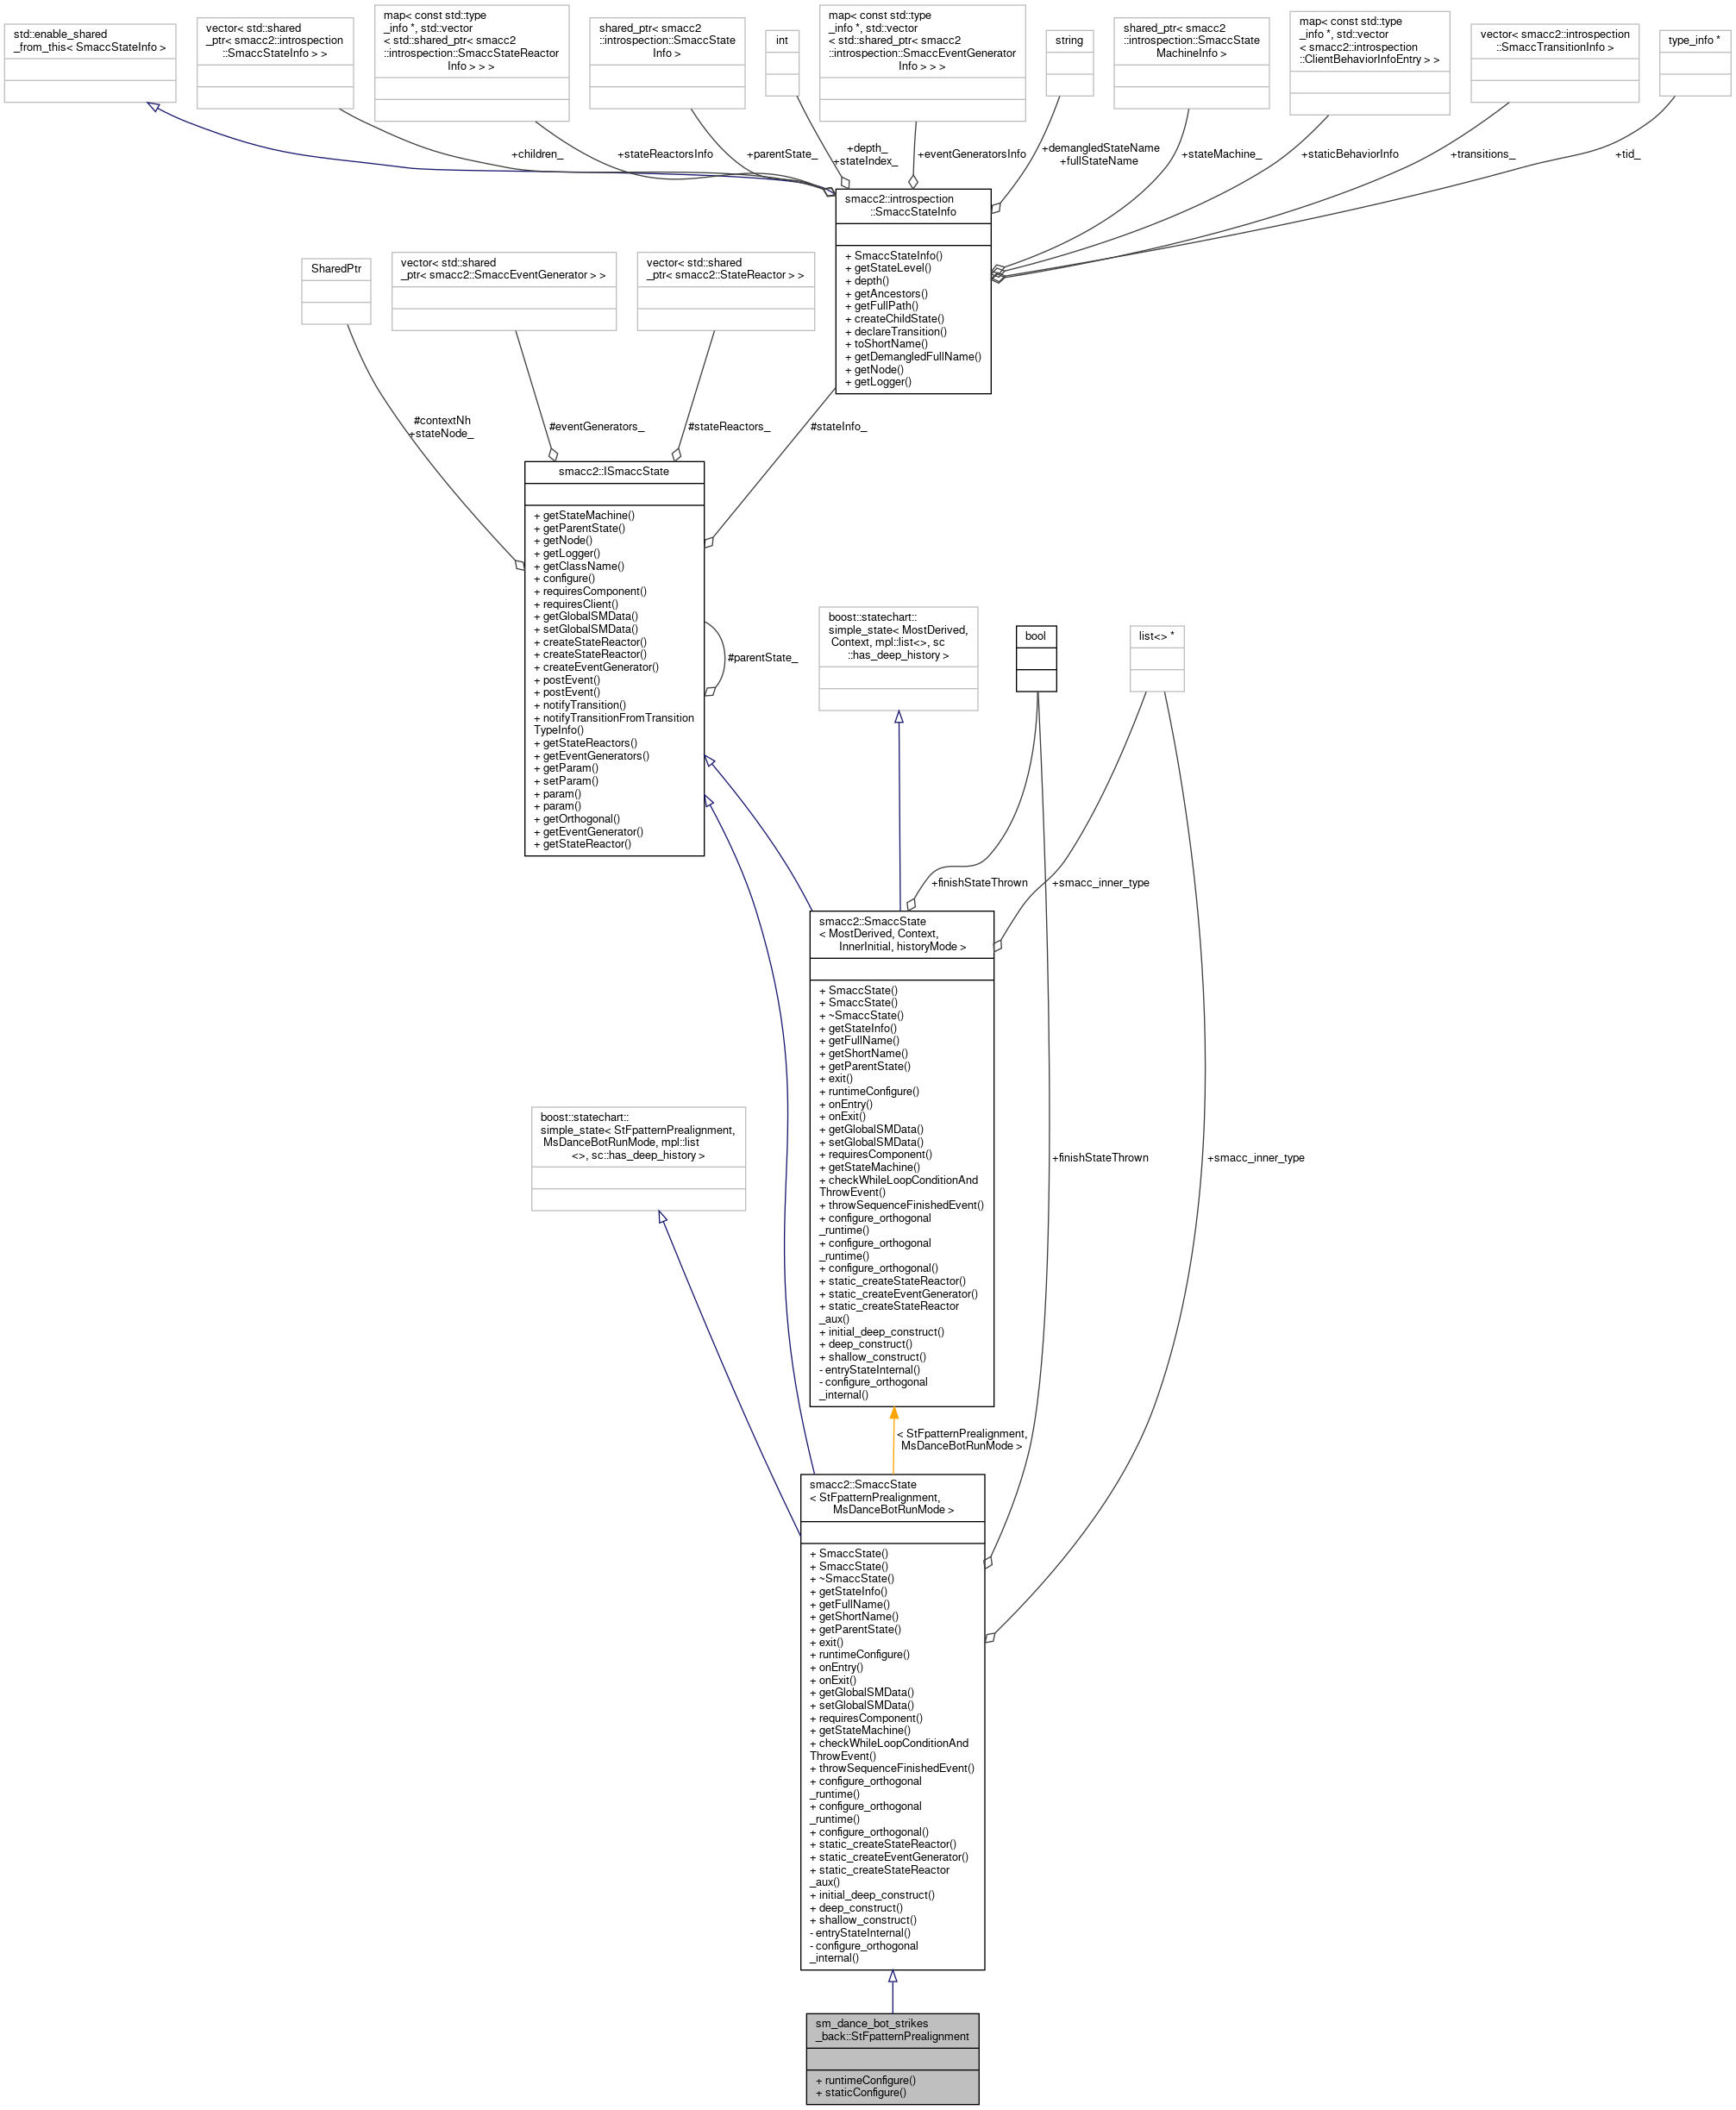 std::enable_shared
_from_this< SmaccStateInfo >
vector< std::shared
_ptr< smacc2::introspection
::SmaccStateInfo > >
map< const std::type
_info *, std::vector
< std::shared_ptr< smacc2
::introspection::SmaccStateReactor
Info > > >
shared_ptr< smacc2
::introspection::SmaccState
Info >
int
map< const std::type
_info *, std::vector
< std::shared_ptr< smacc2
::introspection::SmaccEventGenerator
Info > > >
string
shared_ptr< smacc2
::introspection::SmaccState
MachineInfo >
map< const std::type
_info *, std::vector
< smacc2::introspection
::ClientBehaviorInfoEntry > >
vector< smacc2::introspection
::SmaccTransitionInfo >
type_info *
+children_
+stateReactorsInfo
+parentState_
+depth_
+stateIndex_
+eventGeneratorsInfo
+demangledStateName
+fullStateName
+stateMachine_
+staticBehaviorInfo
+transitions_
+tid_
smacc2::introspection
::SmaccStateInfo
+ SmaccStateInfo()
+ getStateLevel()
+ depth()
+ getAncestors()
+ getFullPath()
+ createChildState()
+ declareTransition()
+ toShortName()
+ getDemangledFullName()
+ getNode()
+ getLogger()
SharedPtr
vector< std::shared
_ptr< smacc2::SmaccEventGenerator > >
vector< std::shared
_ptr< smacc2::StateReactor > >
#contextNh
+stateNode_
#eventGenerators_
#stateReactors_
#stateInfo_
smacc2::ISmaccState
+ getStateMachine()
+ getParentState()
+ getNode()
+ getLogger()
+ getClassName()
+ configure()
+ requiresComponent()
+ requiresClient()
+ getGlobalSMData()
+ setGlobalSMData()
+ createStateReactor()
+ createStateReactor()
+ createEventGenerator()
+ postEvent()
+ postEvent()
+ notifyTransition()
+ notifyTransitionFromTransition
TypeInfo()
+ getStateReactors()
+ getEventGenerators()
+ getParam()
+ setParam()
+ param()
+ param()
+ getOrthogonal()
+ getEventGenerator()
+ getStateReactor()
#parentState_
boost::statechart::
simple_state< MostDerived,
Context, mpl::list<>, sc
::has_deep_history >
bool
list<> *
+finishStateThrown
+smacc_inner_type
smacc2::SmaccState
< MostDerived, Context,
InnerInitial, historyMode >
+ SmaccState()
+ SmaccState()
+ ~SmaccState()
+ getStateInfo()
+ getFullName()
+ getShortName()
+ getParentState()
+ exit()
+ runtimeConfigure()
+ onEntry()
+ onExit()
+ getGlobalSMData()
+ setGlobalSMData()
+ requiresComponent()
+ getStateMachine()
+ checkWhileLoopConditionAnd
ThrowEvent()
+ throwSequenceFinishedEvent()
+ configure_orthogonal
_runtime()
+ configure_orthogonal
_runtime()
+ configure_orthogonal()
+ static_createStateReactor()
+ static_createEventGenerator()
+ static_createStateReactor
_aux()
+ initial_deep_construct()
+ deep_construct()
+ shallow_construct()
- entryStateInternal()
- configure_orthogonal
_internal()
boost::statechart::
simple_state< StFpatternPrealignment,
MsDanceBotRunMode, mpl::list
<>, sc::has_deep_history >
+finishStateThrown
+smacc_inner_type
< StFpatternPrealignment,
MsDanceBotRunMode >
smacc2::SmaccState
< StFpatternPrealignment,
MsDanceBotRunMode >
+ SmaccState()
+ SmaccState()
+ ~SmaccState()
+ getStateInfo()
+ getFullName()
+ getShortName()
+ getParentState()
+ exit()
+ runtimeConfigure()
+ onEntry()
+ onExit()
+ getGlobalSMData()
+ setGlobalSMData()
+ requiresComponent()
+ getStateMachine()
+ checkWhileLoopConditionAnd
ThrowEvent()
+ throwSequenceFinishedEvent()
+ configure_orthogonal
_runtime()
+ configure_orthogonal
_runtime()
+ configure_orthogonal()
+ static_createStateReactor()
+ static_createEventGenerator()
+ static_createStateReactor
_aux()
+ initial_deep_construct()
+ deep_construct()
+ shallow_construct()
- entryStateInternal()
- configure_orthogonal
_internal()
sm_dance_bot_strikes
_back::StFpatternPrealignment
+ runtimeConfigure()
+ staticConfigure()